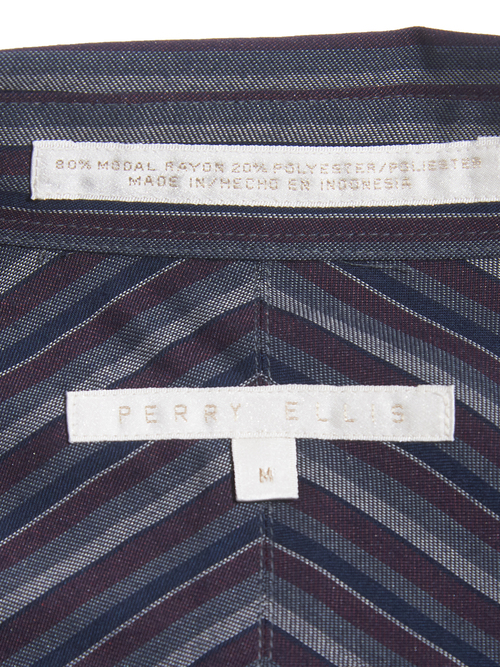 80% MODAL RAYON 20% POLYESTER/POLIESTER
MADE IN/HECHO EN INDONESIA
PERRY ELLIS
M